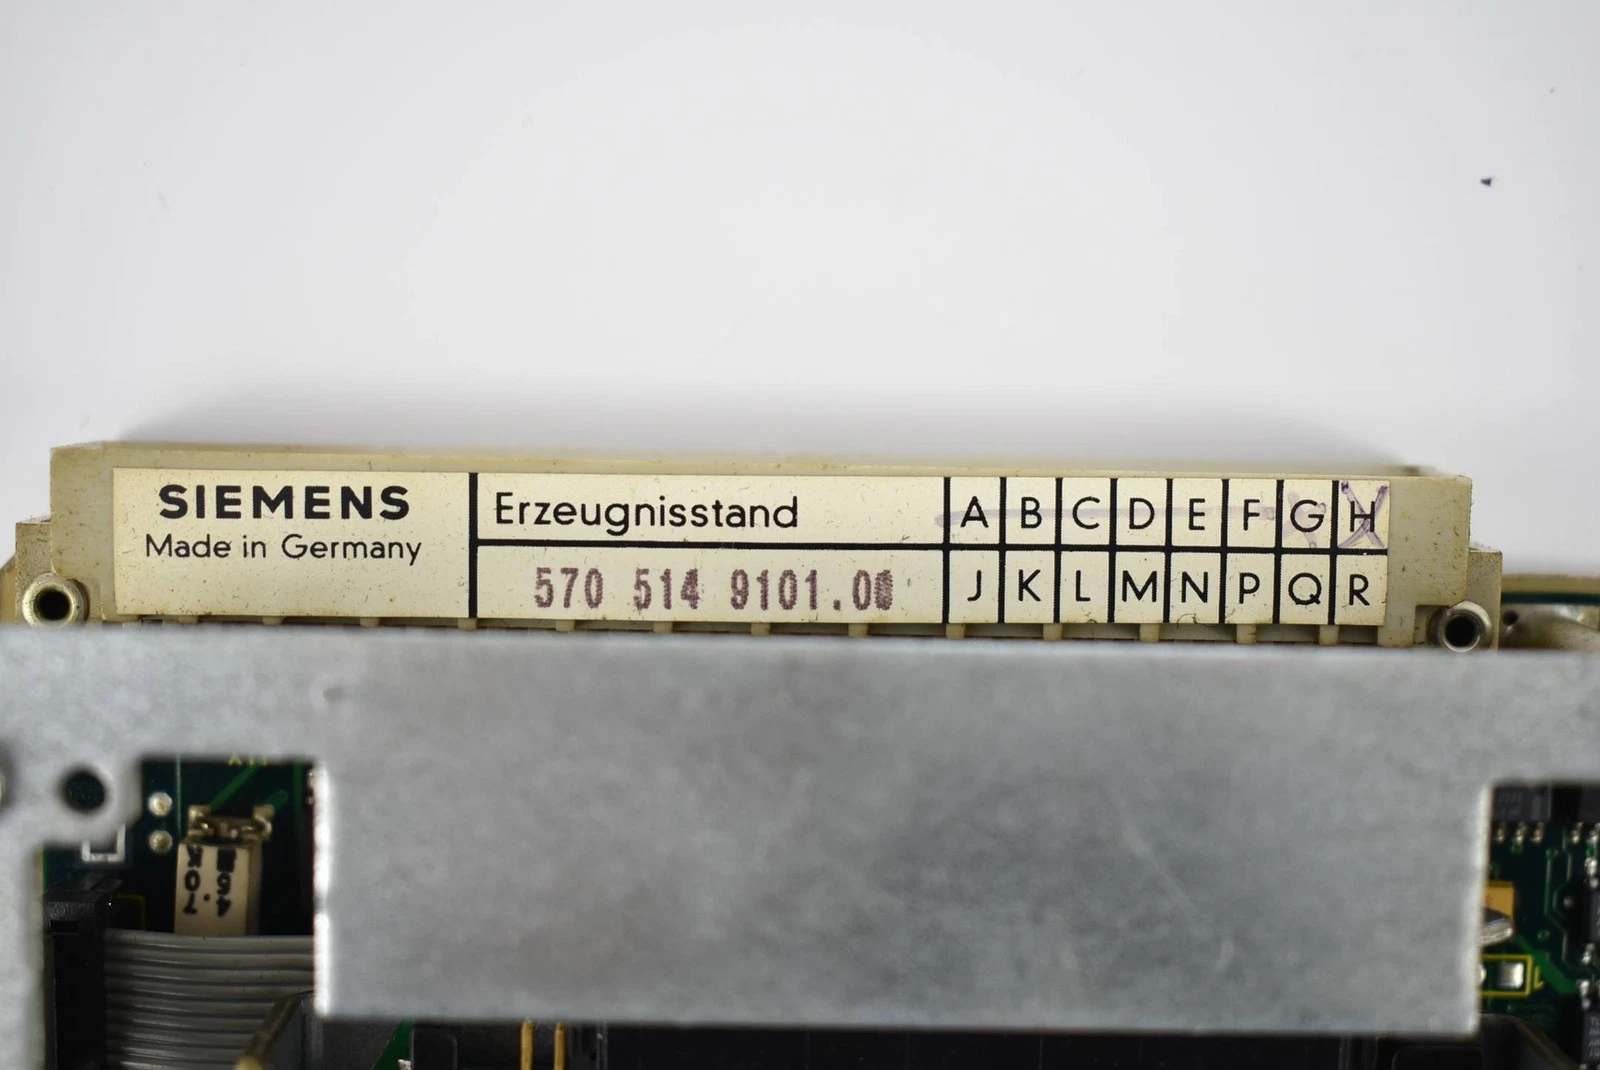 SIEMENS
Made in Germany
Erzeugnisstand
570 514 9101.0
A B C D E F G H
J K L M N P Q R